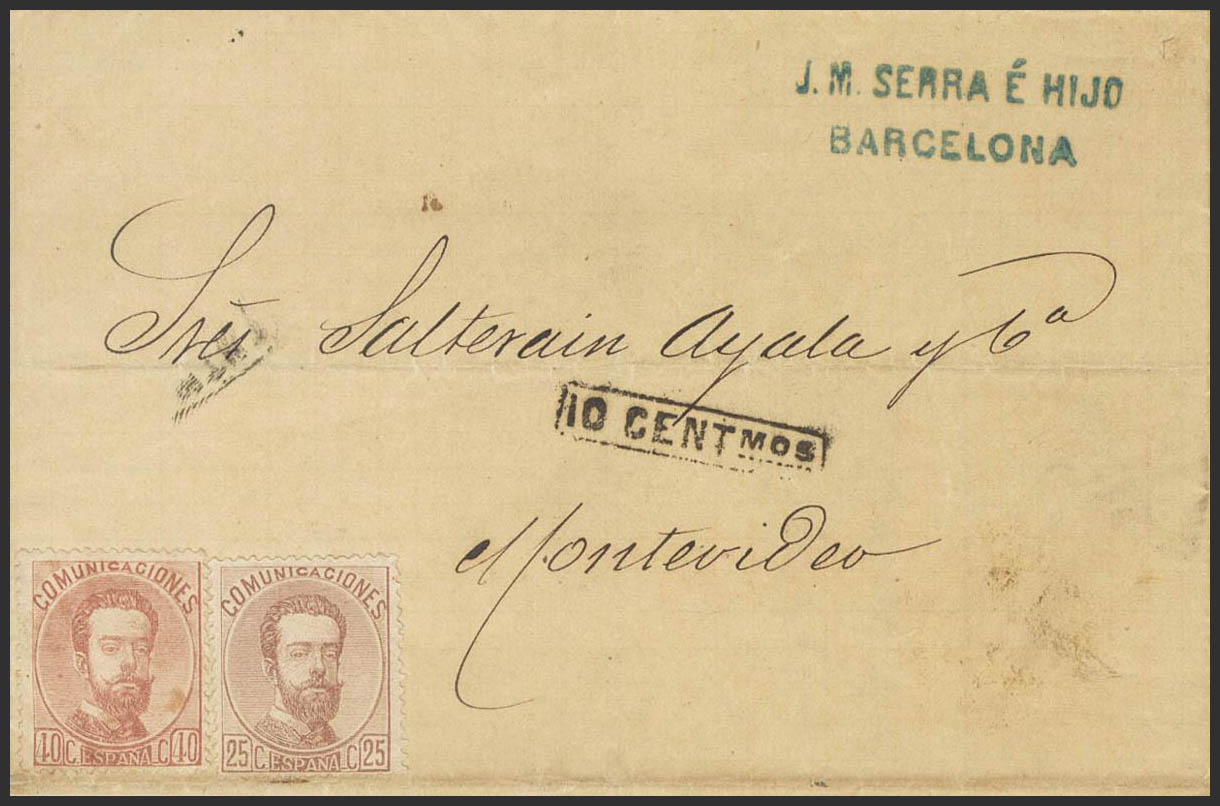 J. M. SERRA É HIJO
BARCELONA
Sres Salterain Ayala y Ca
10 CENTMOS
Montevideo
COMUNICACIONES
40 C. ESPAÑA C 40
COMUNICACIONES
25 C. ESPAÑA C 25